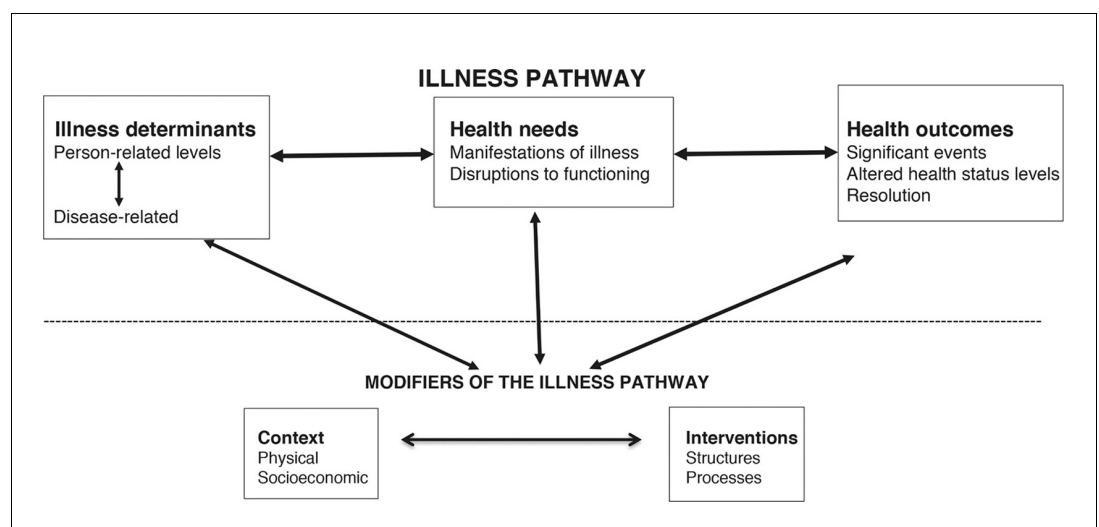 ILLNESS PATHWAY
Illness determinants
Person-related levels
Disease-related
Health needs
Manifestations of illness
Disruptions to functioning
Health outcomes
Significant events
Altered health status levels
Resolution
MODIFIERS OF THE ILLNESS PATHWAY
Context
Physical
Socioeconomic
Interventions
Structures
Processes